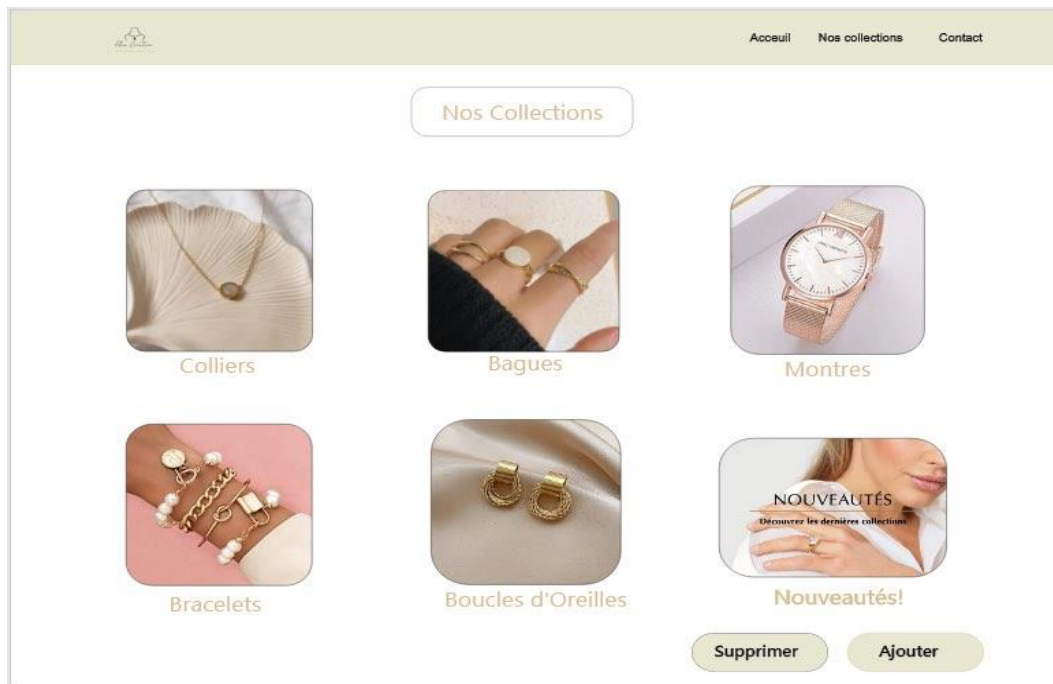 Acceuil Nos collections Contact
Nos Collections
Colliers
Bagues
Montres
NOUVEAUTÉS
Découvrez les dernières collections
Bracelets
Boucles d'Oreilles
Nouveautés!
Supprimer
Ajouter